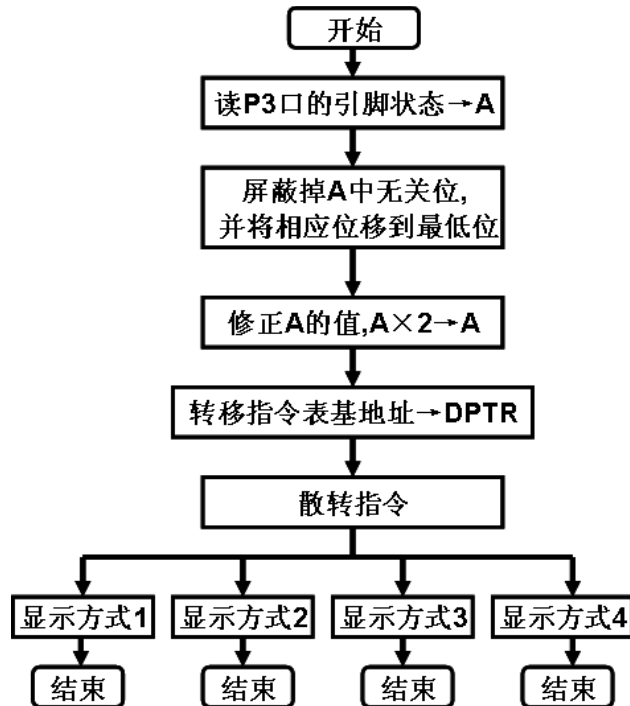 开始
读P3口的引脚状态→A
屏蔽掉A中无关位,
并将相应位移到最低位
修正A的值,A×2→A
转移指令表基地址→DPTR
散转指令
显示方式1 显示方式2 显示方式3 显示方式4
结束 结束 结束 结束